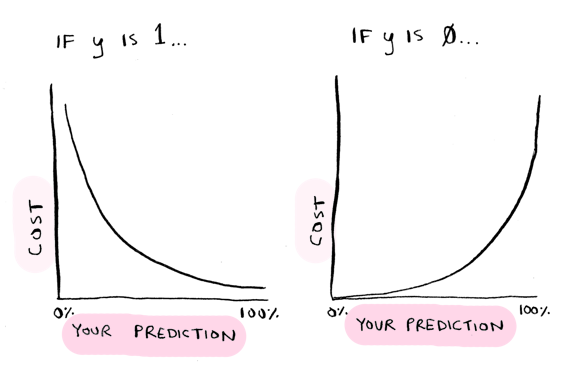 IF y IS 1...
COST
0% 100%
YOUR PREDICTION
IF y IS 0...
COST
0% 100%
YOUR PREDICTION